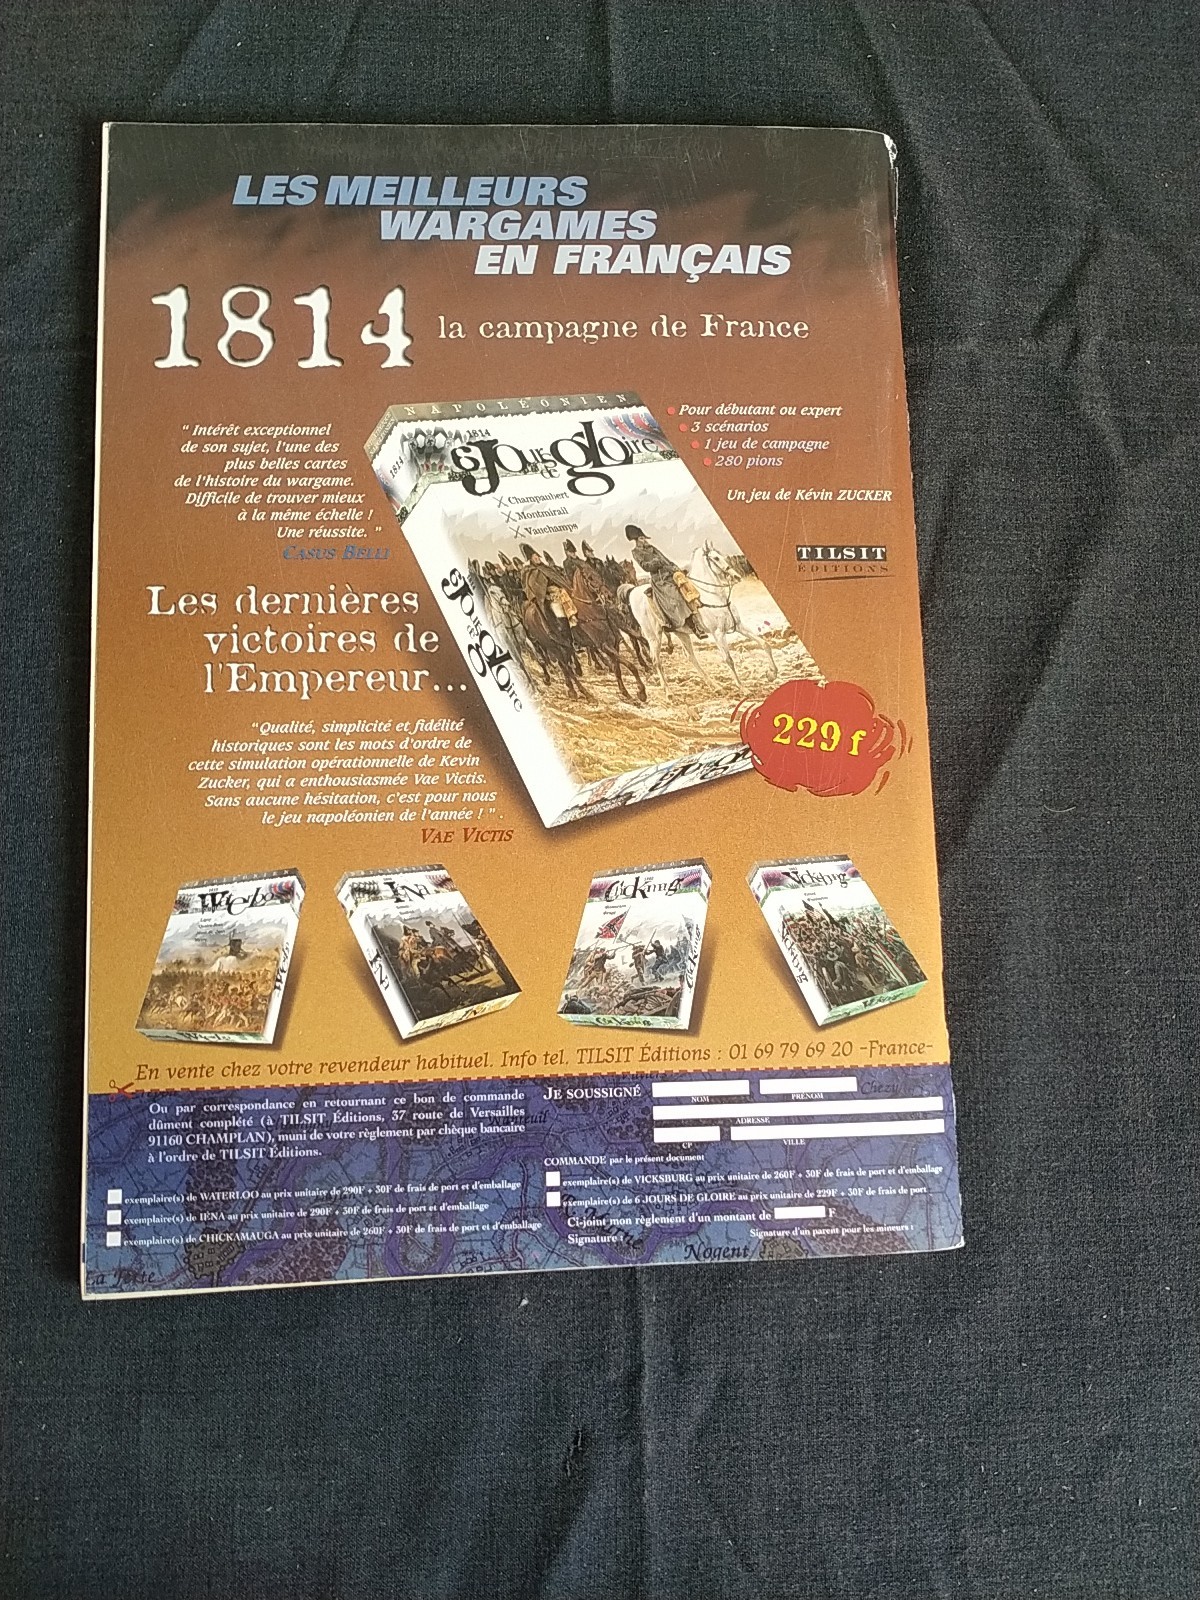 LES MEILLEURS
WARGAMES
EN FRANÇAIS
1814 la campagne de France
" Intérêt exceptionnel
de son sujet, l'une des
plus belles cartes
de l'histoire du wargame.
Difficile de trouver mieux
à la même échelle !
Une réussite. "
CASUS BELLI
NAPOLÉONIEN
1814
1814
6 Jours de gLoire
Champaubert
Montmirail
Vauchamps
6 Jours de gLoire
Pour débutant ou expert
3 scénarios
1 jeu de campagne
280 pions
Un jeu de Kévin ZUCKER
TILSIT
ÉDITIONS
Les dernières
victoires de
l'Empereur...
229 f
"Qualité, simplicité et fidélité
historiques sont les mots d'ordre de
cette simulation opérationnelle de Kevin
Zucker, qui a enthousiasmée Vae Victis.
Sans aucune hésitation, c'est pour nous
le jeu napoléonien de l'année ! " .
VAE VICTIS
En vente chez votre revendeur habituel. Info tel. TILSIT Éditions : 01 69 79 69 20 -France-
Ou par correspondance en retournant ce bon de commande
dûment complété (à TILSIT Éditions, 37 route de Versailles
91160 CHAMPLAN), muni de votre règlement par chèque bancaire
à l'ordre de TILSIT Éditions.
exemplaire(s) de WATERLOO au prix unitaire de 290F + 30F de frais de port et d'emballage
exemplaire(s) de IENA au prix unitaire de 290F + 30F de frais de port et d'emballage
exemplaire(s) de CHICKAMAUGA au prix unitaire de 260F + 30F de frais de port et d'emballage
JE SOUSSIGNÉ
NOM
PRÉNOM
ADRESSE
CP
VILLE
COMMANDE par le présent document
exemplaire(s) de VICKSBURG au prix unitaire de 260F + 30F de frais de port et d'emballage
exemplaire(s) de 6 JOURS DE GLOIRE au prix unitaire de 229F + 30F de frais de port
Ci-joint mon règlement d'un montant de F
Signature :
Signature d'un parent pour les mineurs :
Chezy
Nogent